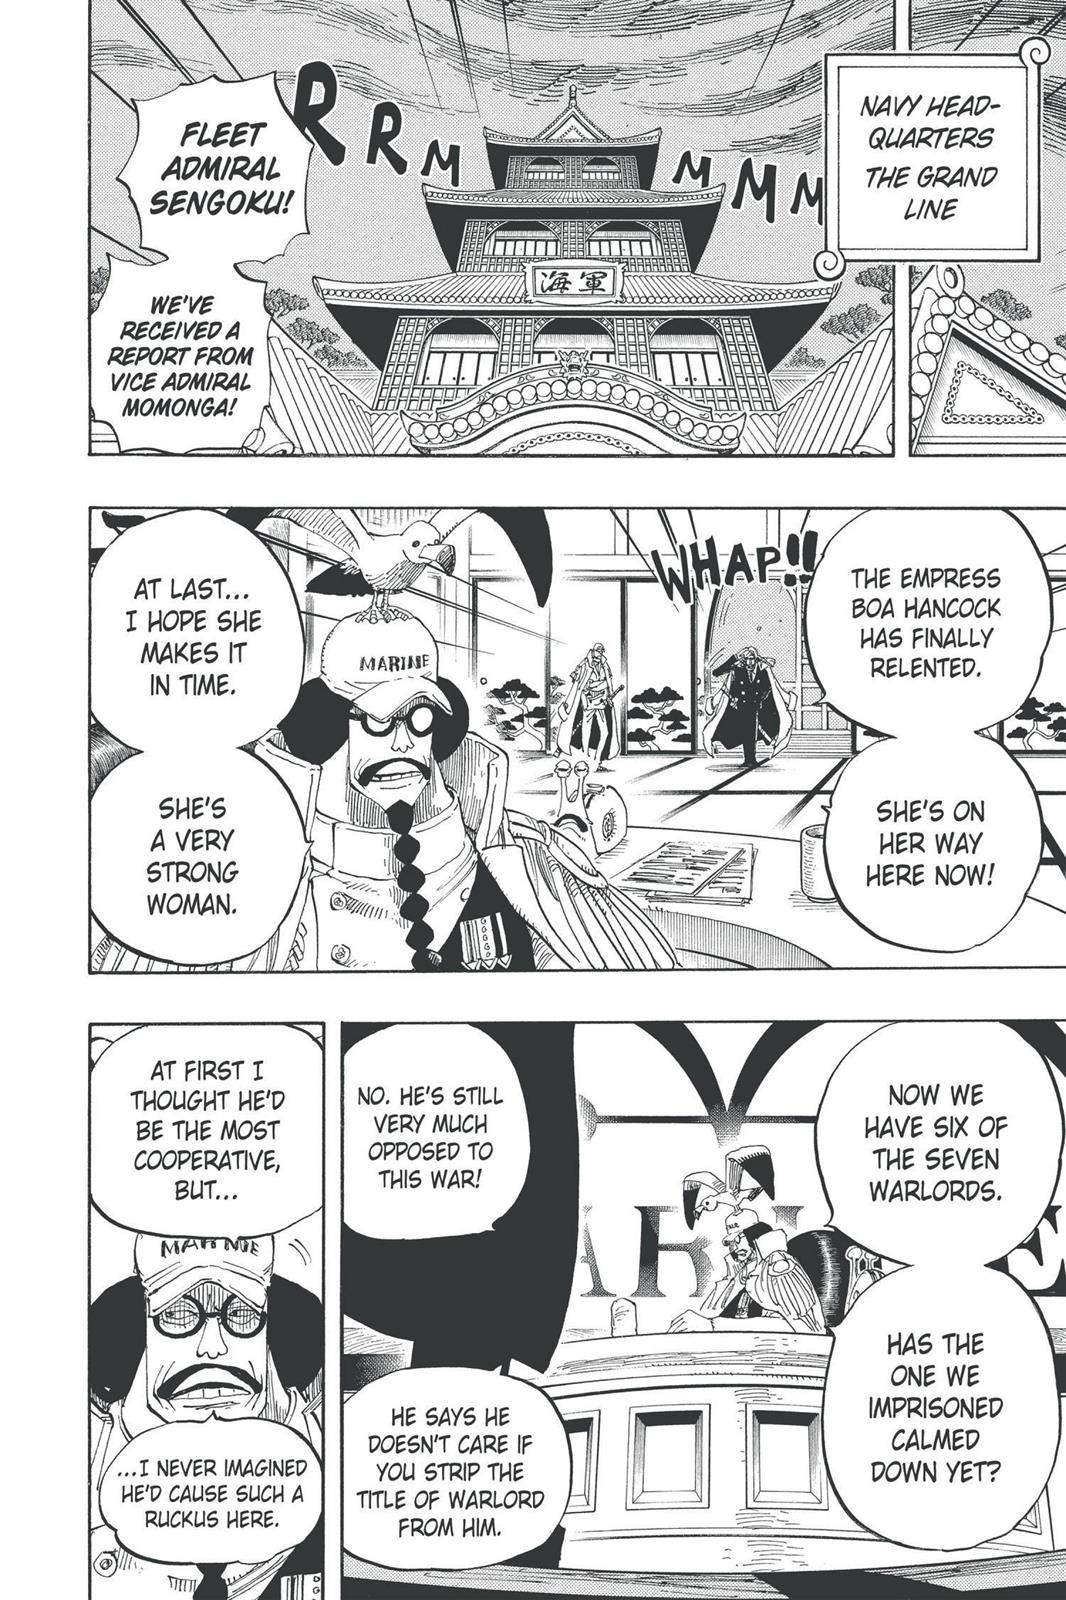 NAVY HEAD-
QUARTERS
THE GRAND
LINE
FLEET
ADMIRAL
SENGOKU!
RRMMMM
海軍
WE'VE
RECEIVED A
REPORT FROM
VICE ADMIRAL
MOMONGA!
THE EMPRESS
BOA HANCOCK
HAS FINALLY
RELENTED.
WHAP!!
SHE'S ON
HER WAY
HERE NOW!
AT LAST...
I HOPE SHE
MAKES IT
IN TIME.
MARINE
SHE'S
A VERY
STRONG
WOMAN.
NOW WE
HAVE SIX OF
THE SEVEN
WARLORDS.
HAS THE
ONE WE
IMPRISONED
CALMED
DOWN YET?
NO. HE'S STILL
VERY MUCH
OPPOSED TO
THIS WAR!
HE SAYS HE
DOESN'T CARE IF
YOU STRIP THE
TITLE OF WARLORD
FROM HIM.
AT FIRST I
THOUGHT HE'D
BE THE MOST
COOPERATIVE,
BUT...
MARINE
...I NEVER IMAGINED
HE'D CAUSE SUCH A
RUCKUS HERE.